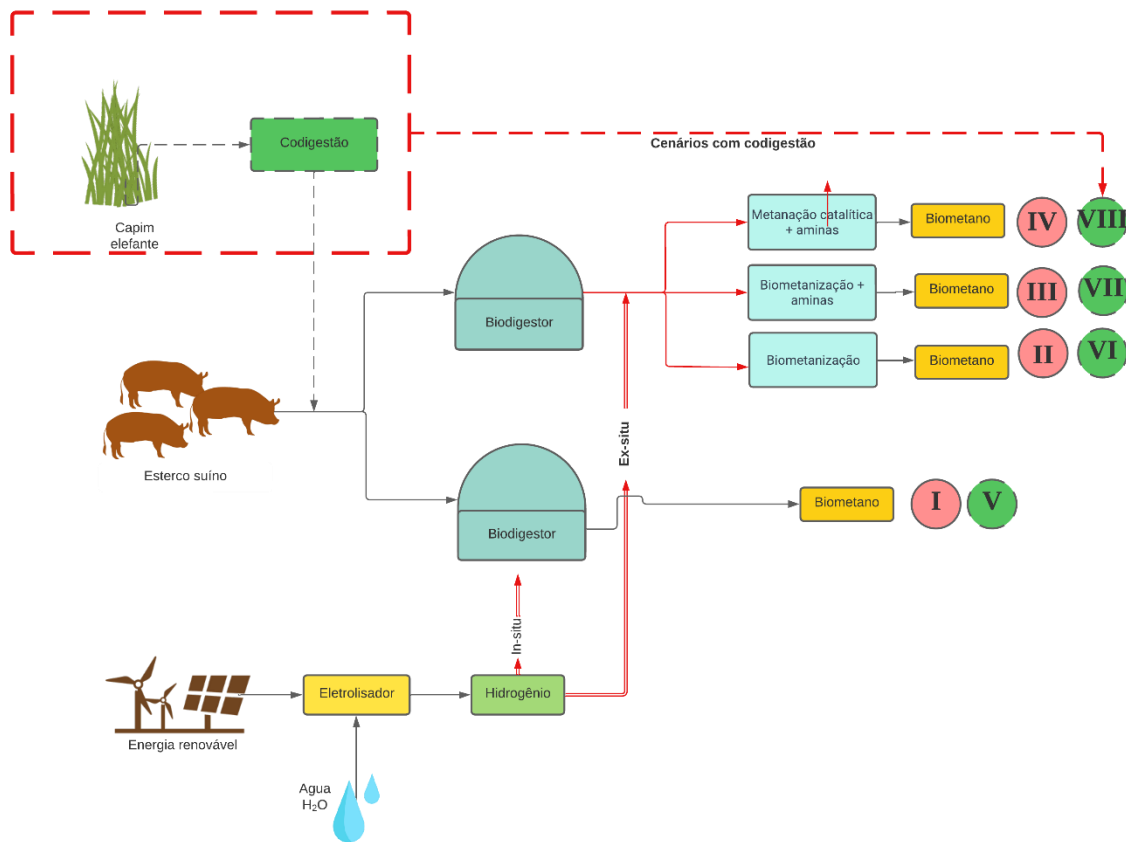 Codigestão
Capim
elefante
Cenários com codigestão
Metanação catalítica
+ aminas
Biometano
IV
VIII
Biodigestor
Biometanização +
aminas
Biometano
III
VII
Biometanização
Biometano
II
VI
Esterco suíno
Ex-situ
Biodigestor
Biometano
I
V
In-situ
Energia renovável
Eletrolisador
Hidrogênio
Agua
H₂O